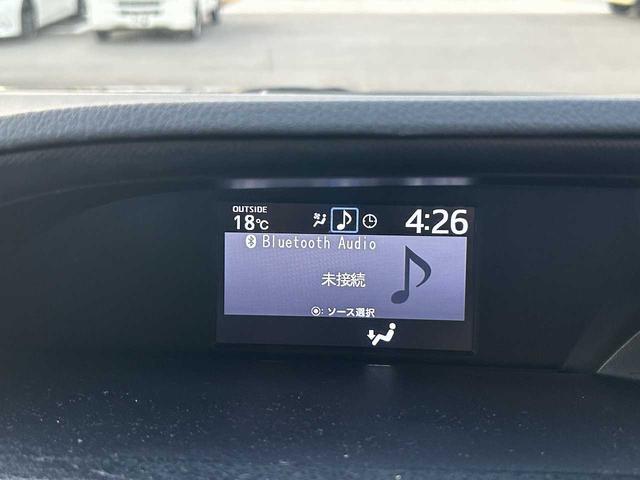 OUTSIDE
18℃
4:26
Bluetooth Audio
未接続
◉: ソース選択